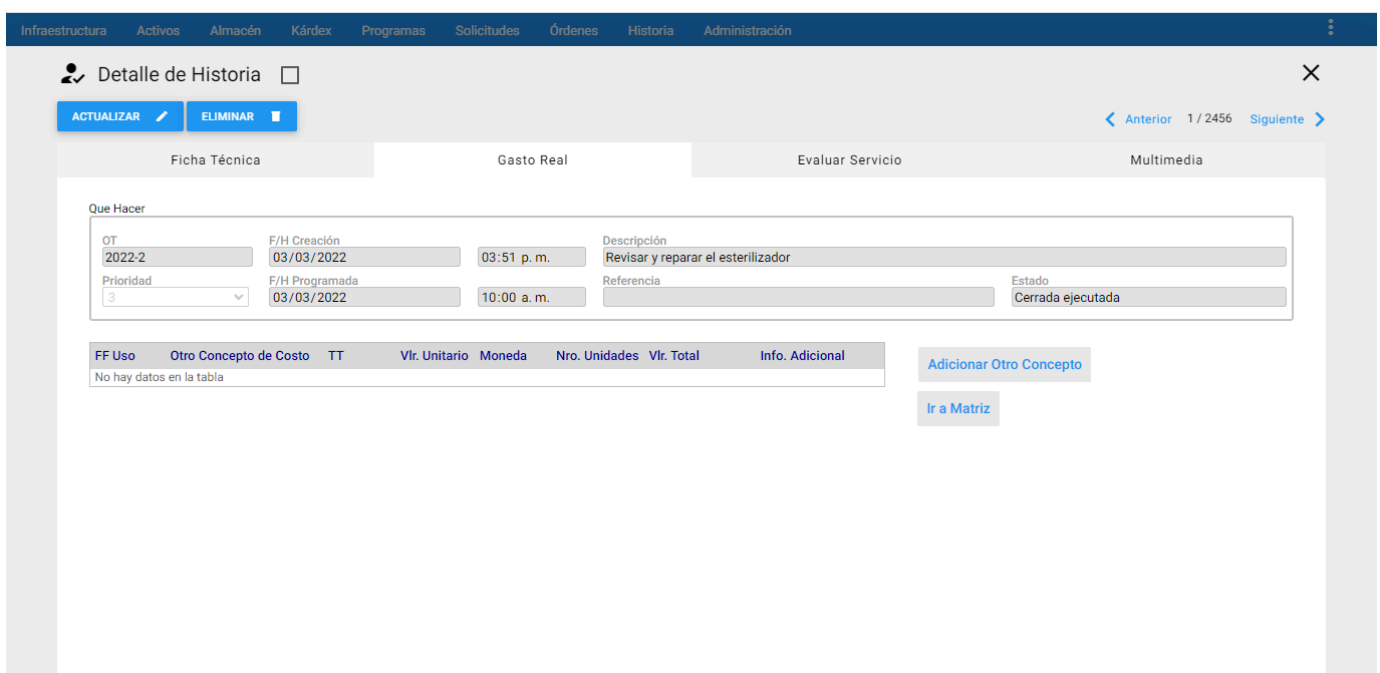 Infraestructura Activos Almacén Kárdex Programas Solicitudes Órdenes Historia Administración
Detalle de Historia
ACTUALIZAR ELIMINAR
Anterior 1 / 2456 Siguiente
Ficha Técnica Gasto Real Evaluar Servicio Multimedia
Que Hacer
OT F/H Creación Descripción
2022-2 03/03/2022 03:51 p. m. Revisar y reparar el esterilizador
Prioridad F/H Programada Referencia Estado
3 03/03/2022 10:00 a. m. Cerrada ejecutada
FF Uso Otro Concepto de Costo TT Vlr. Unitario Moneda Nro. Unidades Vlr. Total Info. Adicional
No hay datos en la tabla
Adicionar Otro Concepto
Ir a Matriz